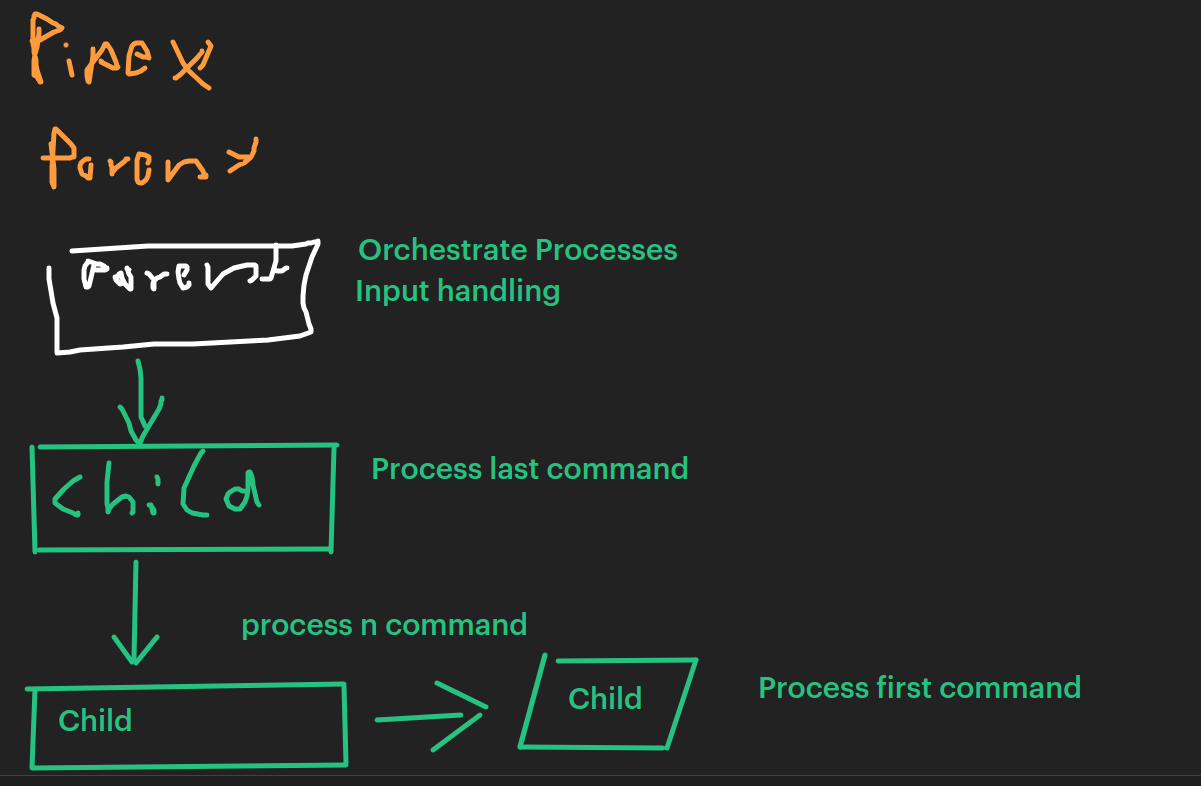 Pipex
Parent
Parent
Orchestrate Processes
Input handling
Child
Process last command
process n command
Child
Child
Process first command